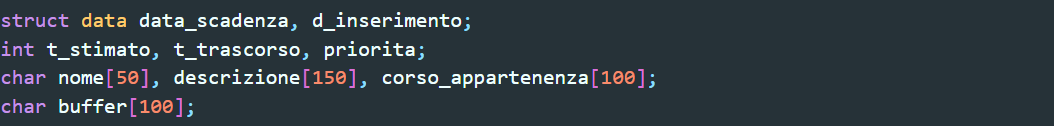 struct data data_scadenza, d_inserimento;
int t_stimato, t_trascorso, priorita;
char nome[50], descrizione[150], corso_appartenenza[100];
char buffer[100];